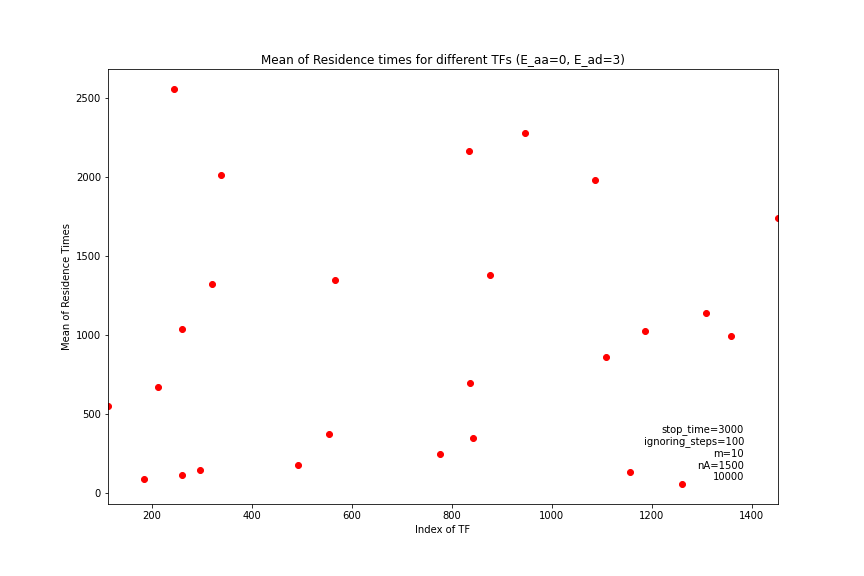 Mean of Residence times for different TFs (E_aa=0, E_ad=3)
Mean of Residence Times
2500
2000
1500
1000
500
0
stop_time=3000
ignoring_steps=100
m=10
nA=1500
10000
200 400 600 800 1000 1200 1400
Index of TF